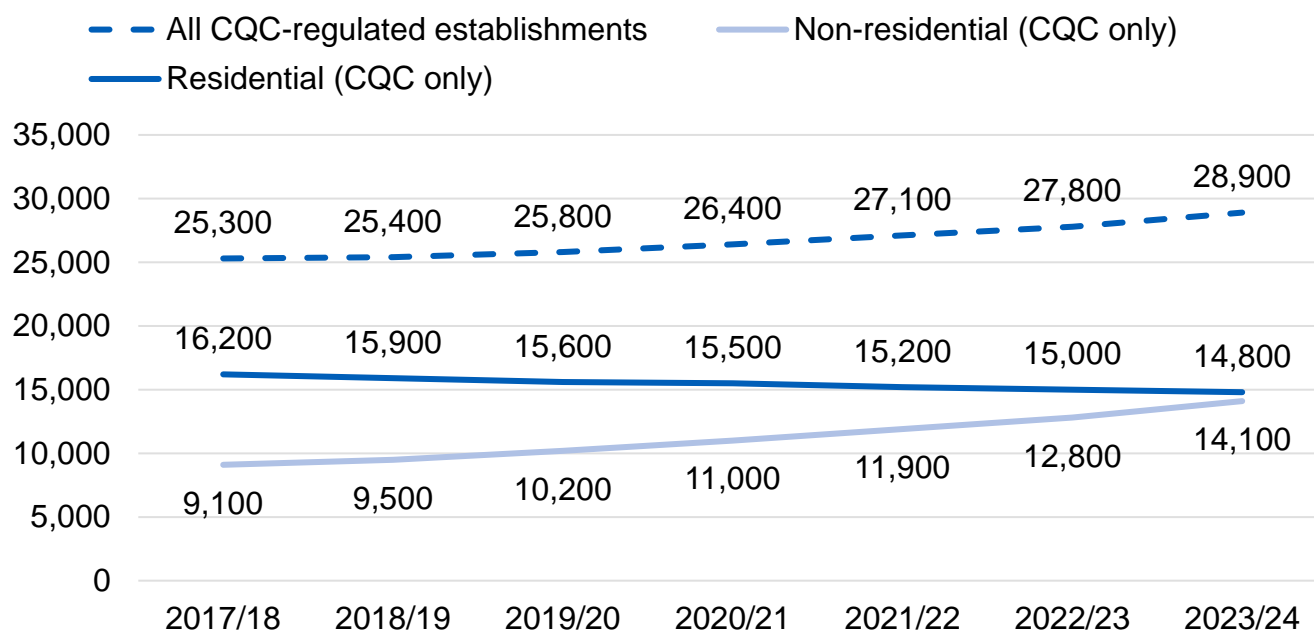 All CQC-regulated establishments Non-residential (CQC only)
Residential (CQC only)
35,000
30,000
25,000
20,000
15,000
10,000
5,000
0
25,300 25,400 25,800 26,400 27,100 27,800 28,900
16,200 15,900 15,600 15,500 15,200 15,000 14,800
9,100 9,500 10,200 11,000 11,900 12,800 14,100
2017/18 2018/19 2019/20 2020/21 2021/22 2022/23 2023/24